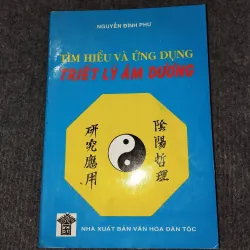 NGUYỄN ĐÌNH PHƯ
TÌM HIỂU VÀ ỨNG DỤNG
TRIẾT LÝ ÂM DƯƠNG
陰陽哲理
研究應用
NHÀ XUẤT BẢN VĂN HÓA DÂN TỘC